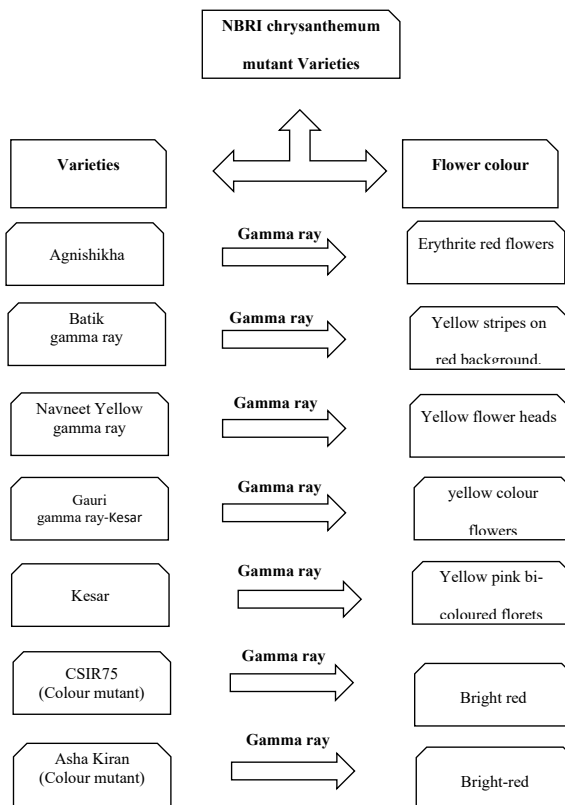 NBRI chrysanthemum
mutant Varieties
Varieties
Flower colour
Agnishikha
Gamma ray
Erythrite red flowers
Batik
gamma ray
Gamma ray
Yellow stripes on
red background.
Navneet Yellow
gamma ray
Gamma ray
Yellow flower heads
Gauri
gamma ray-Kesar
Gamma ray
yellow colour
flowers
Kesar
Gamma ray
Yellow pink bi-
coloured florets
CSIR75
(Colour mutant)
Gamma ray
Bright red
Asha Kiran
(Colour mutant)
Gamma ray
Bright-red